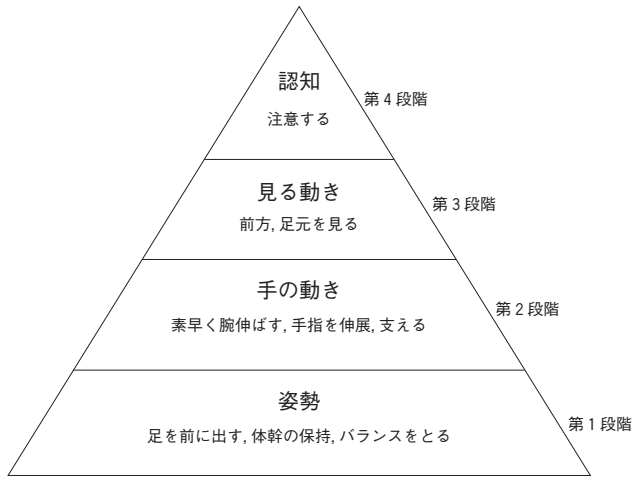 認知
第4段階
注意する
見る動き
第3段階
前方, 足元を見る
手の動き
第2段階
素早く腕伸ばす, 手指を伸展, 支える
姿勢
第1段階
足を前に出す, 体幹の保持, バランスをとる